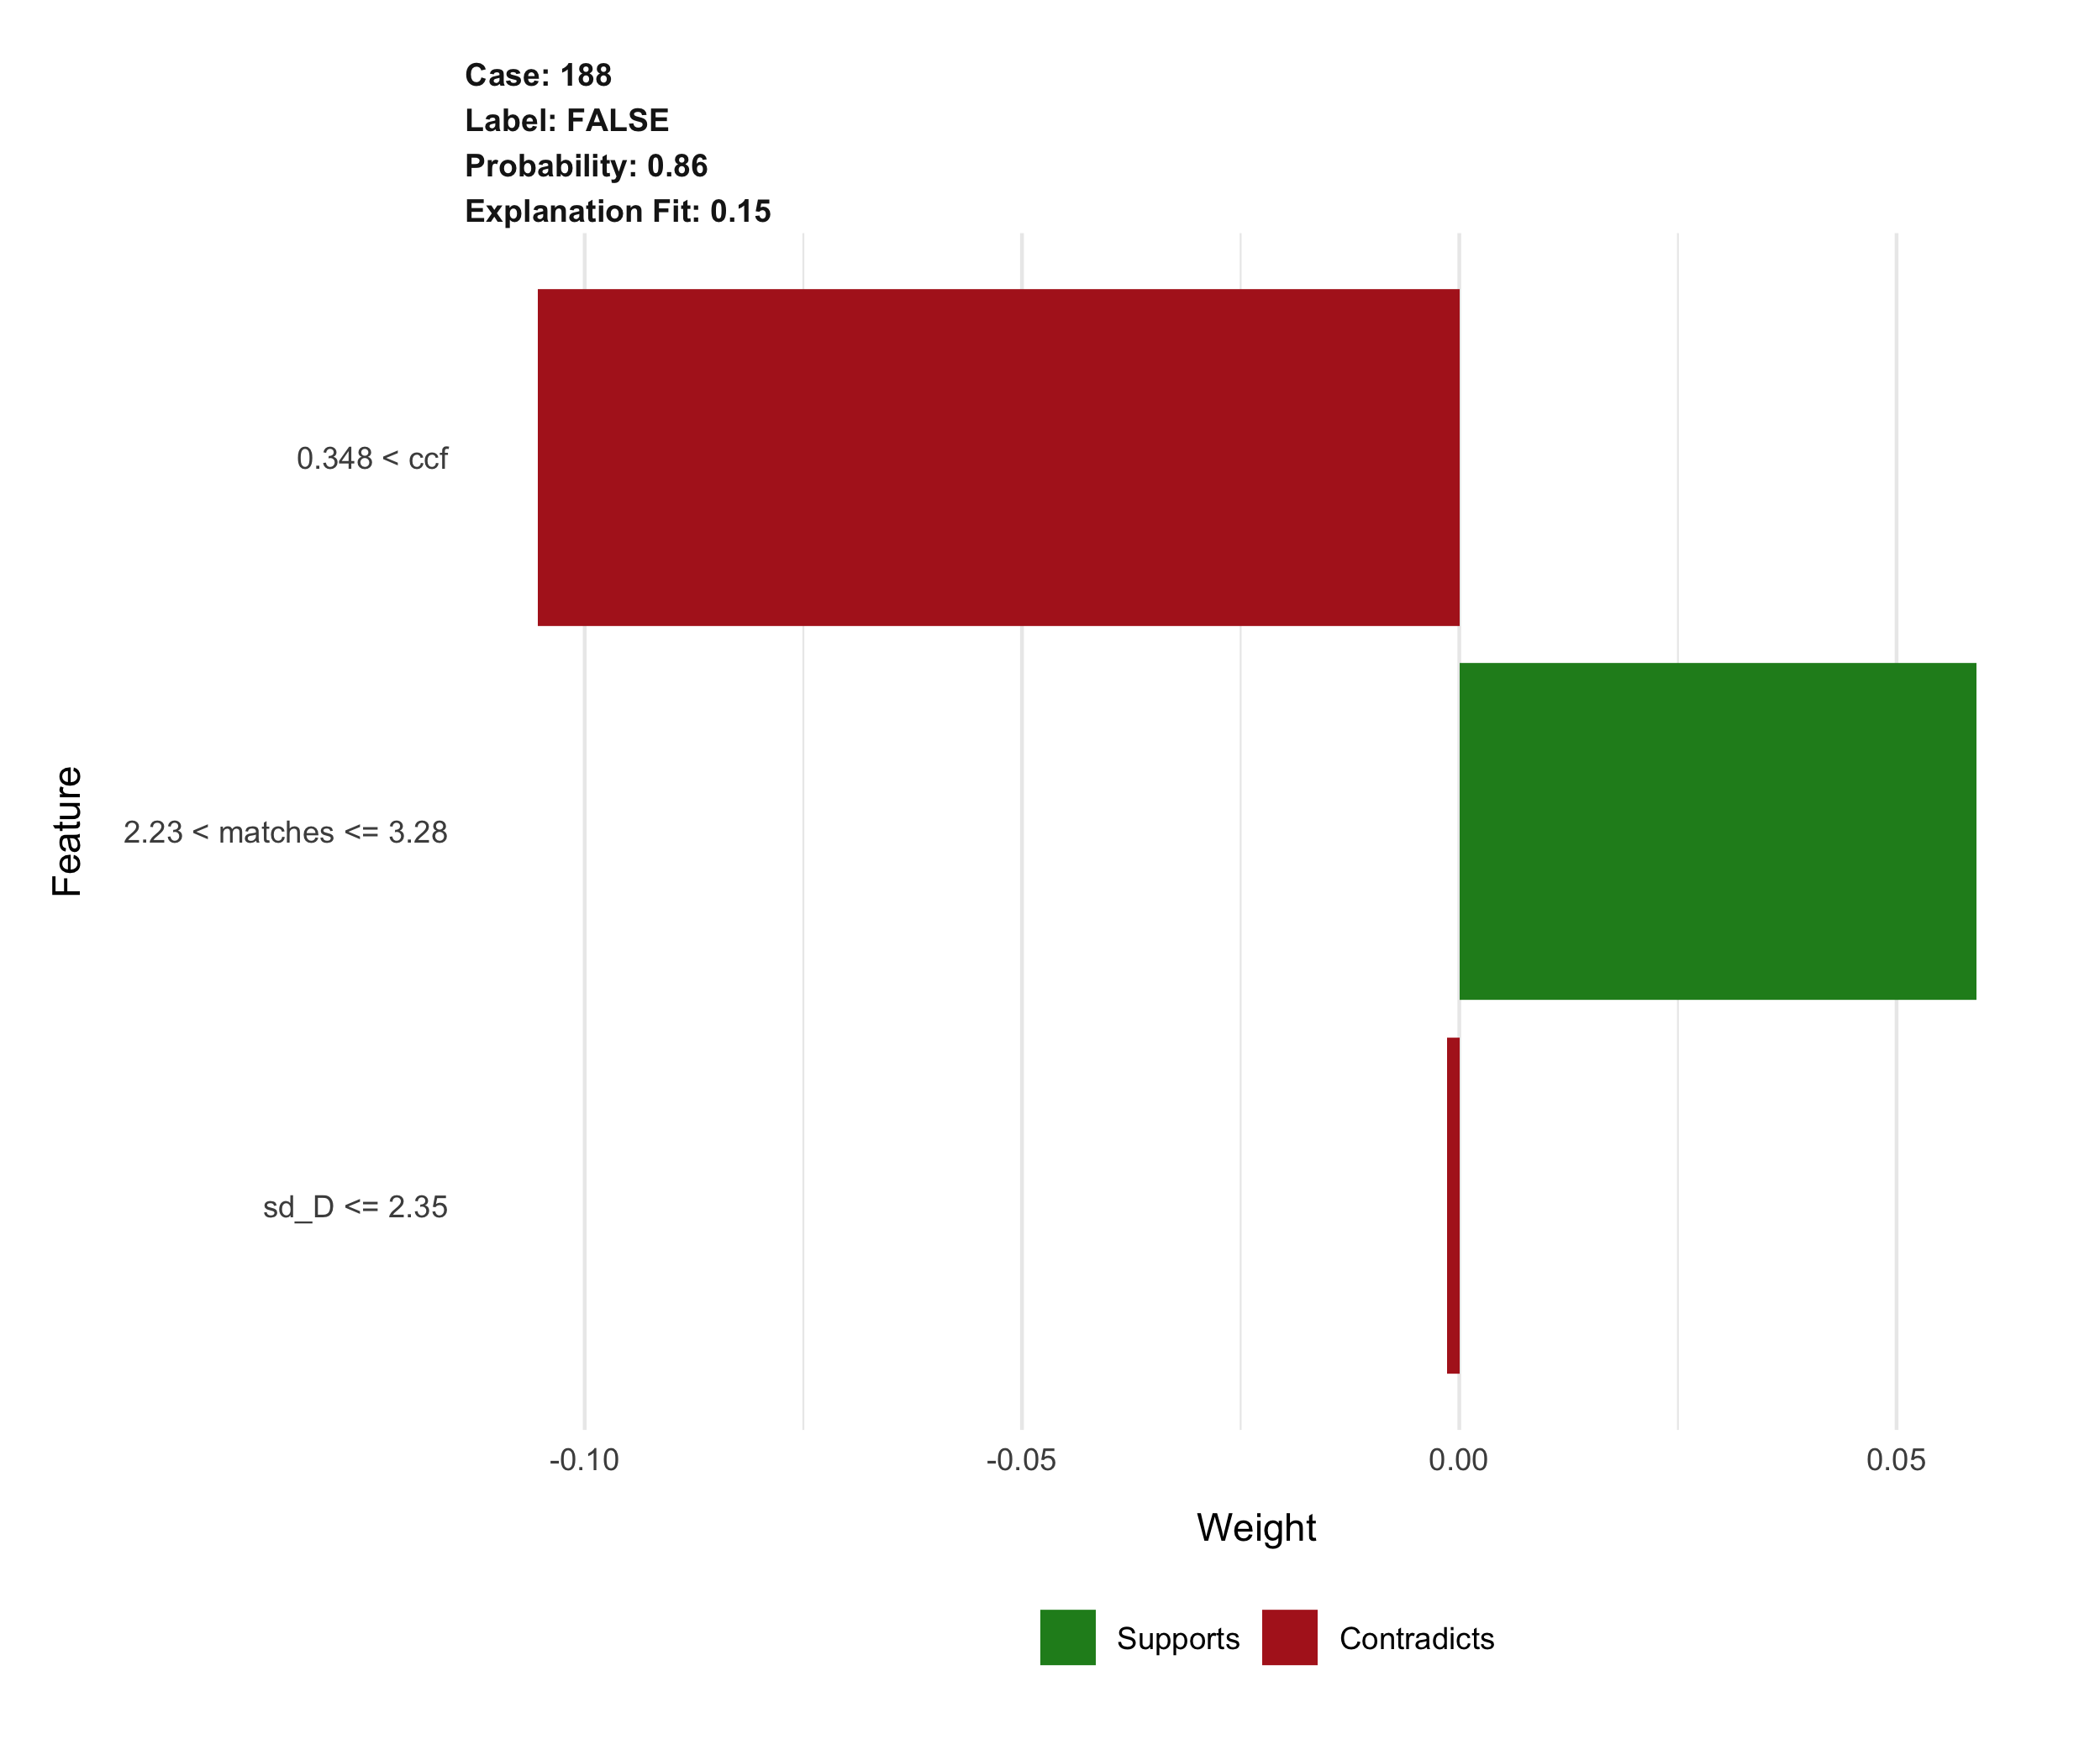 Case: 188
Label: FALSE
Probability: 0.86
Explanation Fit: 0.15
0.348 < ccf
2.23 < matches <= 3.28
sd_D <= 2.35
Feature
-0.10 -0.05 0.00 0.05
Weight
Supports Contradicts